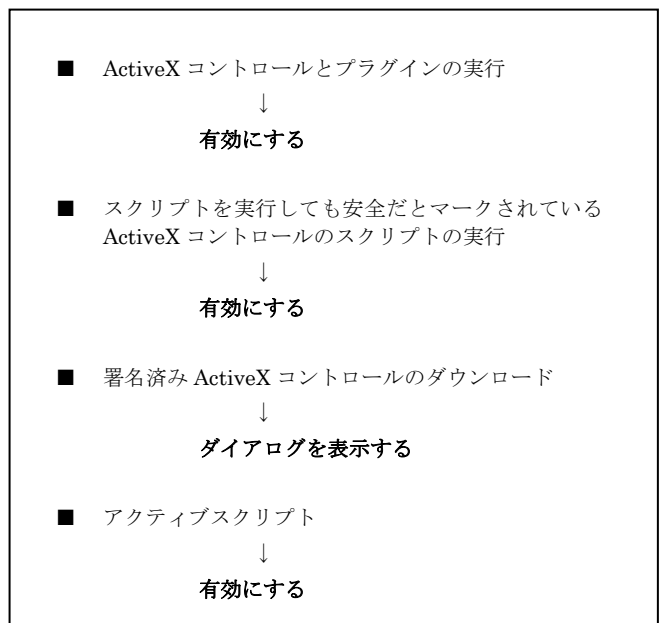 ■ ActiveX コントロールとプラグインの実行
↓
有効にする
■ スクリプトを実行しても安全だとマークされている
ActiveX コントロールのスクリプトの実行
↓
有効にする
■ 署名済み ActiveX コントロールのダウンロード
↓
ダイアログを表示する
■ アクティブスクリプト
↓
有効にする